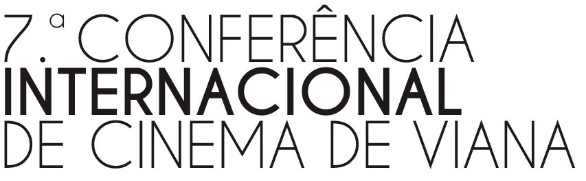 7.ª CONFERÊNCIA
INTERNACIONAL
DE CINEMA DE VIANA